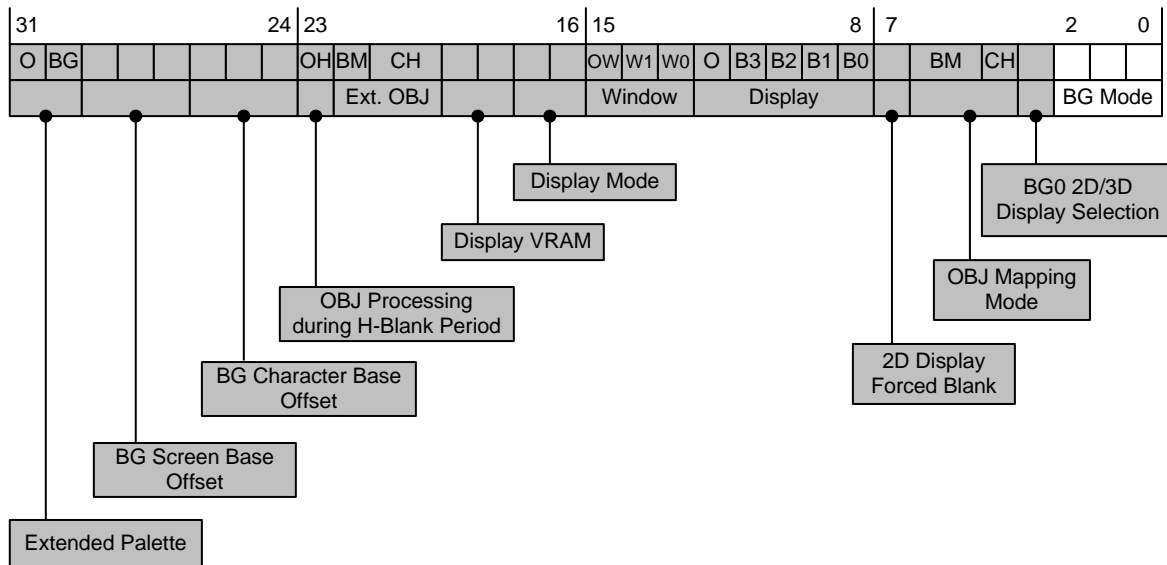 31 24 23 16 15 8 7 2 0
O BG OH BM CH OW W1 W0 O B3 B2 B1 B0 BM CH
Ext. OBJ Window Display BG Mode
Display Mode
BG0 2D/3D
Display Selection
Display VRAM
OBJ Mapping
Mode
OBJ Processing
during H-Blank Period
2D Display
Forced Blank
BG Character Base
Offset
BG Screen Base
Offset
Extended Palette